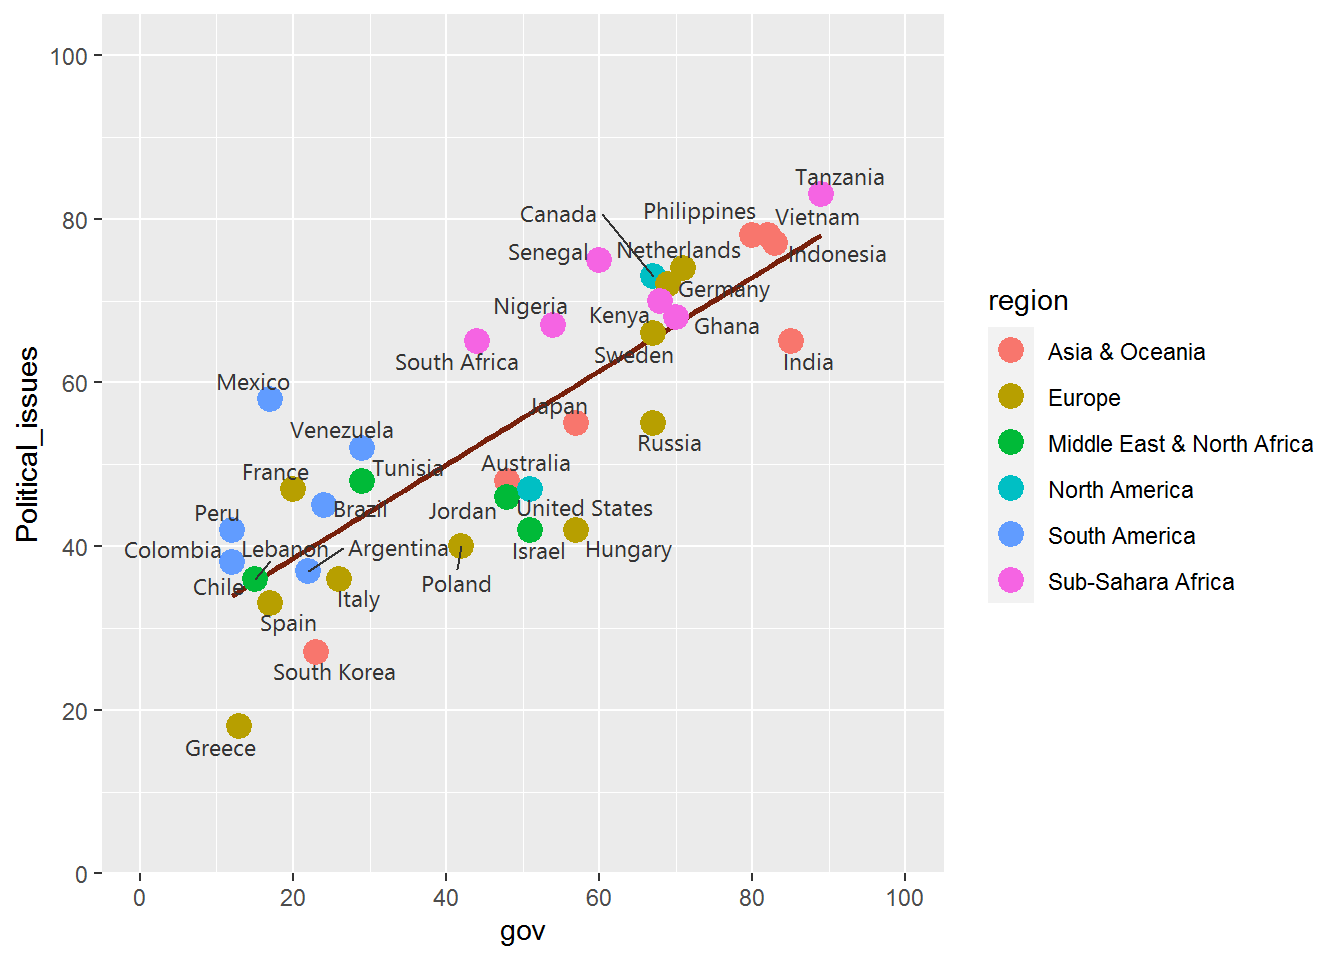 100
80
60
40
20
0
Political_issues
Tanzania
Canada
Philippines
Vietnam
Senegal
Netherlands
Indonesia
Germany
Nigeria
Kenya
Ghana
South Africa
Sweden
India
Mexico
Japan
Venezuela
Russia
France
Tunisia
Australia
Peru
Brazil
Jordan
United States
Colombia
Lebanon
Argentina
Israel
Hungary
Chile
Poland
Italy
Spain
South Korea
Greece
0 20 40 60 80 100
gov
region
Asia & Oceania
Europe
Middle East & North Africa
North America
South America
Sub-Sahara Africa